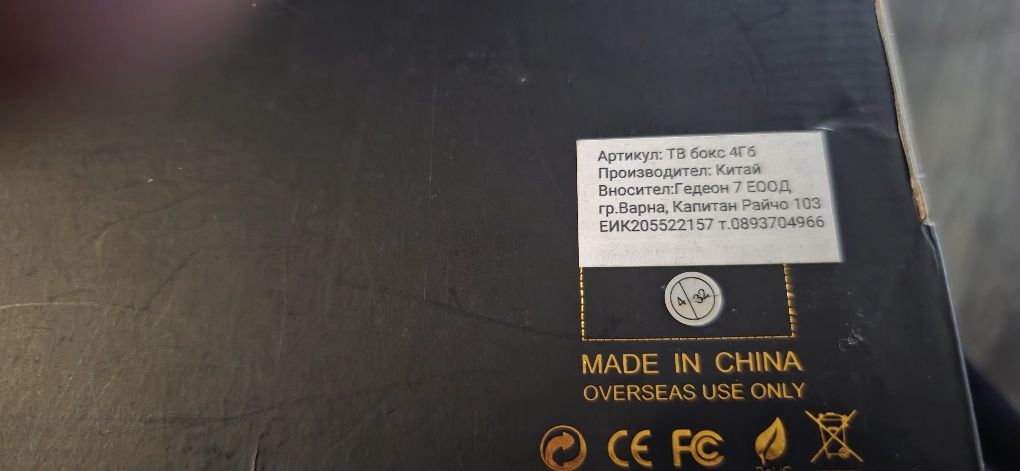 Артикул: ТВ бокс 4Гб
Производител: Китай
Вносител:Гедеон 7 ЕООД
гр.Варна, Капитан Райчо 103
ЕИК205522157 т.0893704966
4/32
MADE IN CHINA
OVERSEAS USE ONLY
CE FC